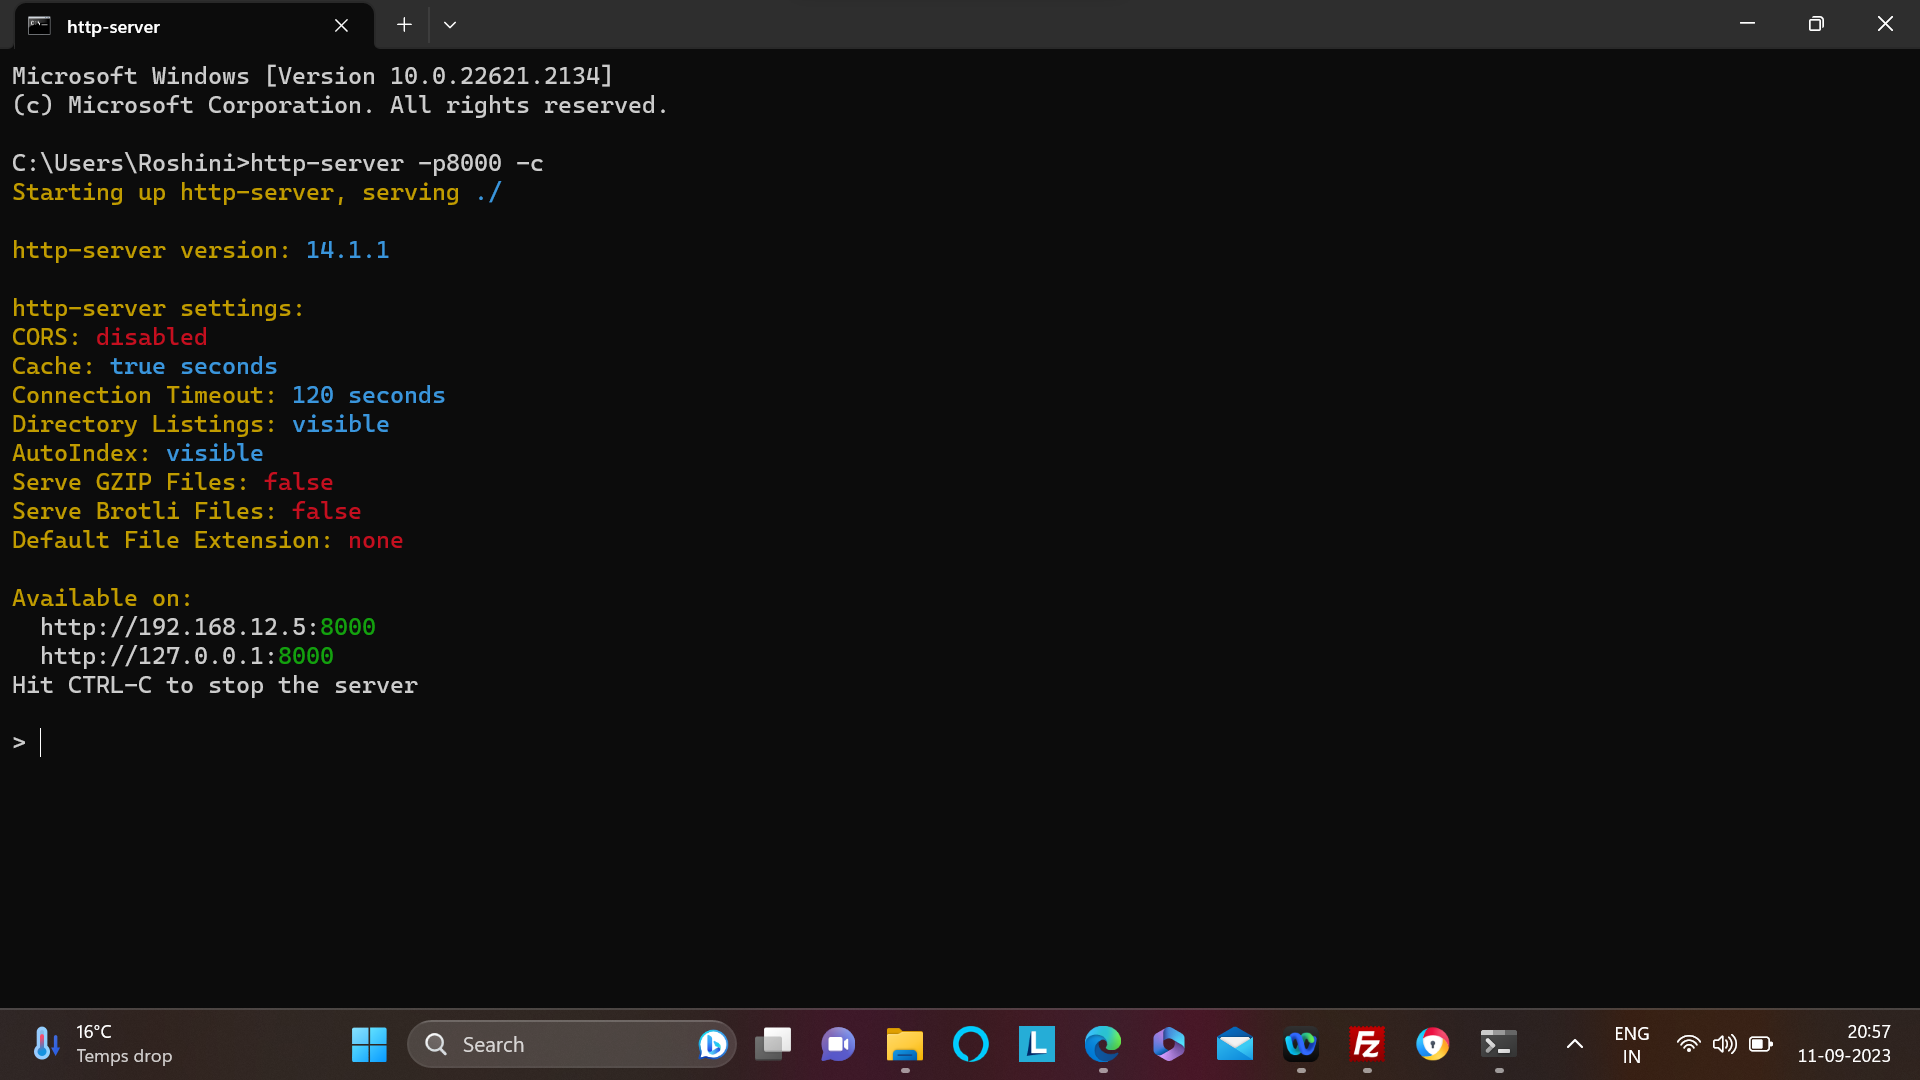 http-server
Microsoft Windows [Version 10.0.22621.2134]
(c) Microsoft Corporation. All rights reserved.
C:\Users\Roshini>http-server -p8000 -c
Starting up http-server, serving ./
http-server version: 14.1.1
http-server settings:
CORS: disabled
Cache: true seconds
Connection Timeout: 120 seconds
Directory Listings: visible
AutoIndex: visible
Serve GZIP Files: false
Serve Brotli Files: false
Default File Extension: none
Available on:
  http://192.168.12.5:8000
  http://127.0.0.1:8000
Hit CTRL-C to stop the server
>
16°C
Temps drop
Search
L
Fz
ENG
IN
20:57
11-09-2023